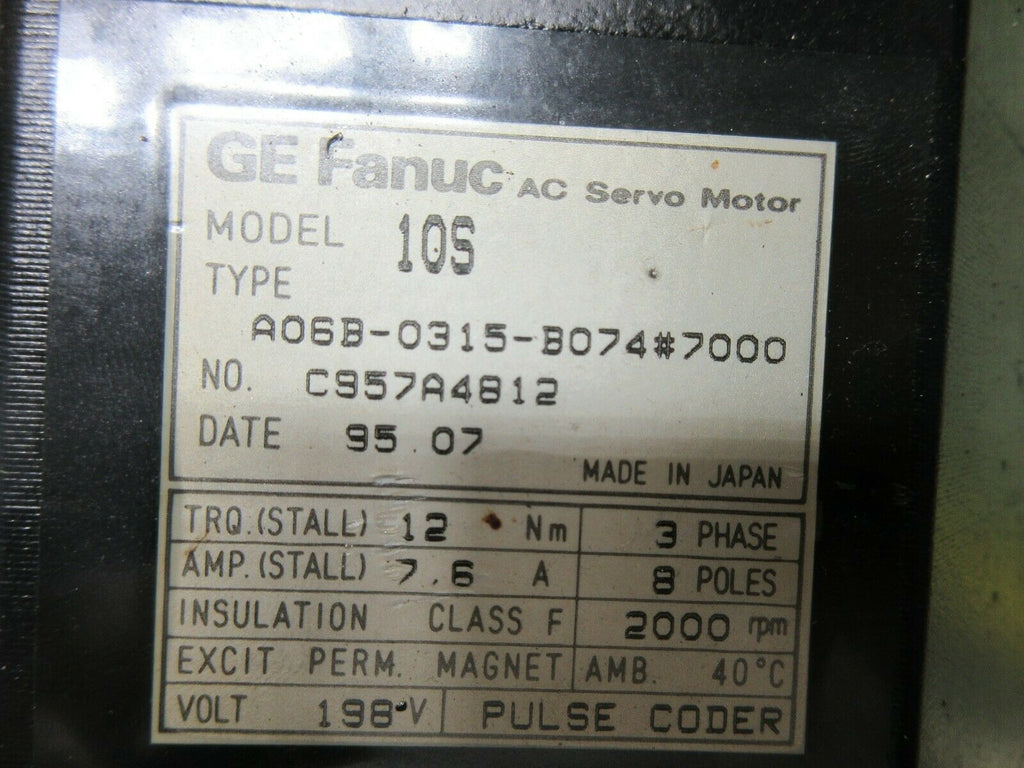 GE Fanuc AC Servo Motor
MODEL 10S
TYPE
A06B-0315-B074#7000
NO. C957A4812
DATE 95.07
MADE IN JAPAN
TRQ.(STALL) 12 Nm 3 PHASE
AMP.(STALL) 7.6 A 8 POLES
INSULATION CLASS F 2000 rpm
EXCIT PERM. MAGNET AMB. 40°C
VOLT 198 V PULSE CODER